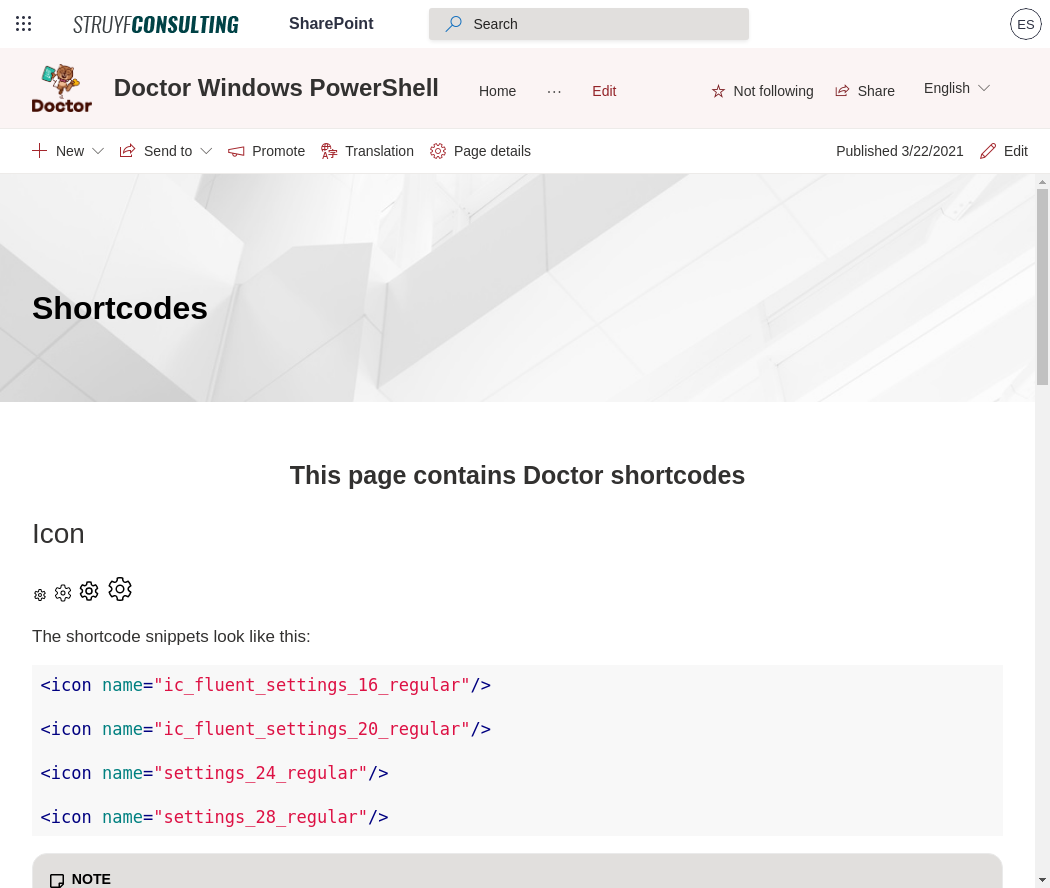 STRUYFCONSULTING SharePoint Search ES
Doctor Doctor Windows PowerShell Home ... Edit Not following Share English
New Send to Promote Translation Page details Published 3/22/2021 Edit
Shortcodes
This page contains Doctor shortcodes
Icon
The shortcode snippets look like this:
<icon name="ic_fluent_settings_16_regular"/>
<icon name="ic_fluent_settings_20_regular"/>
<icon name="settings_24_regular"/>
<icon name="settings_28_regular"/>
NOTE